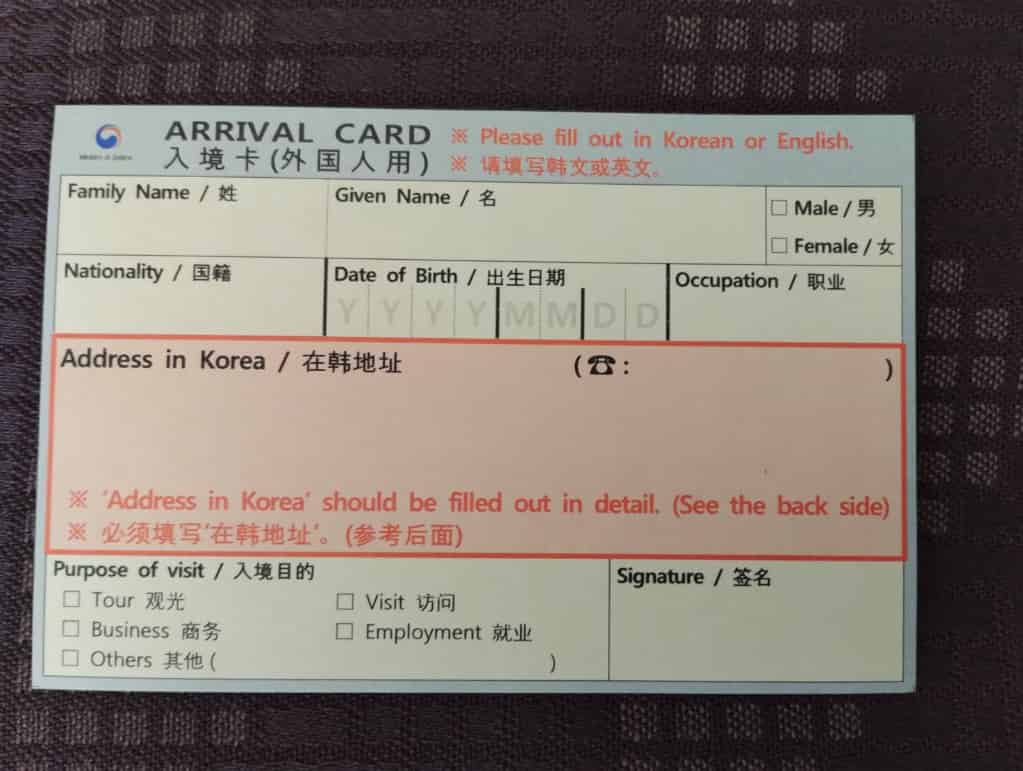 ARRIVAL CARD ※ Please fill out in Korean or English.
入境卡(外国人用) ※ 请填写韩文或英文。
Ministry of Justice
Family Name / 姓
Given Name / 名
□ Male / 男
□ Female / 女
Nationality / 国籍
Date of Birth / 出生日期
Y Y Y Y M M D D
Occupation / 职业
Address in Korea / 在韩地址 (☎: )
※ 'Address in Korea' should be filled out in detail. (See the back side)
※ 必须填写'在韩地址'。(参考后面)
Purpose of visit / 入境目的
□ Tour 观光 □ Visit 访问
□ Business 商务 □ Employment 就业
□ Others 其他 ( )
Signature / 签名